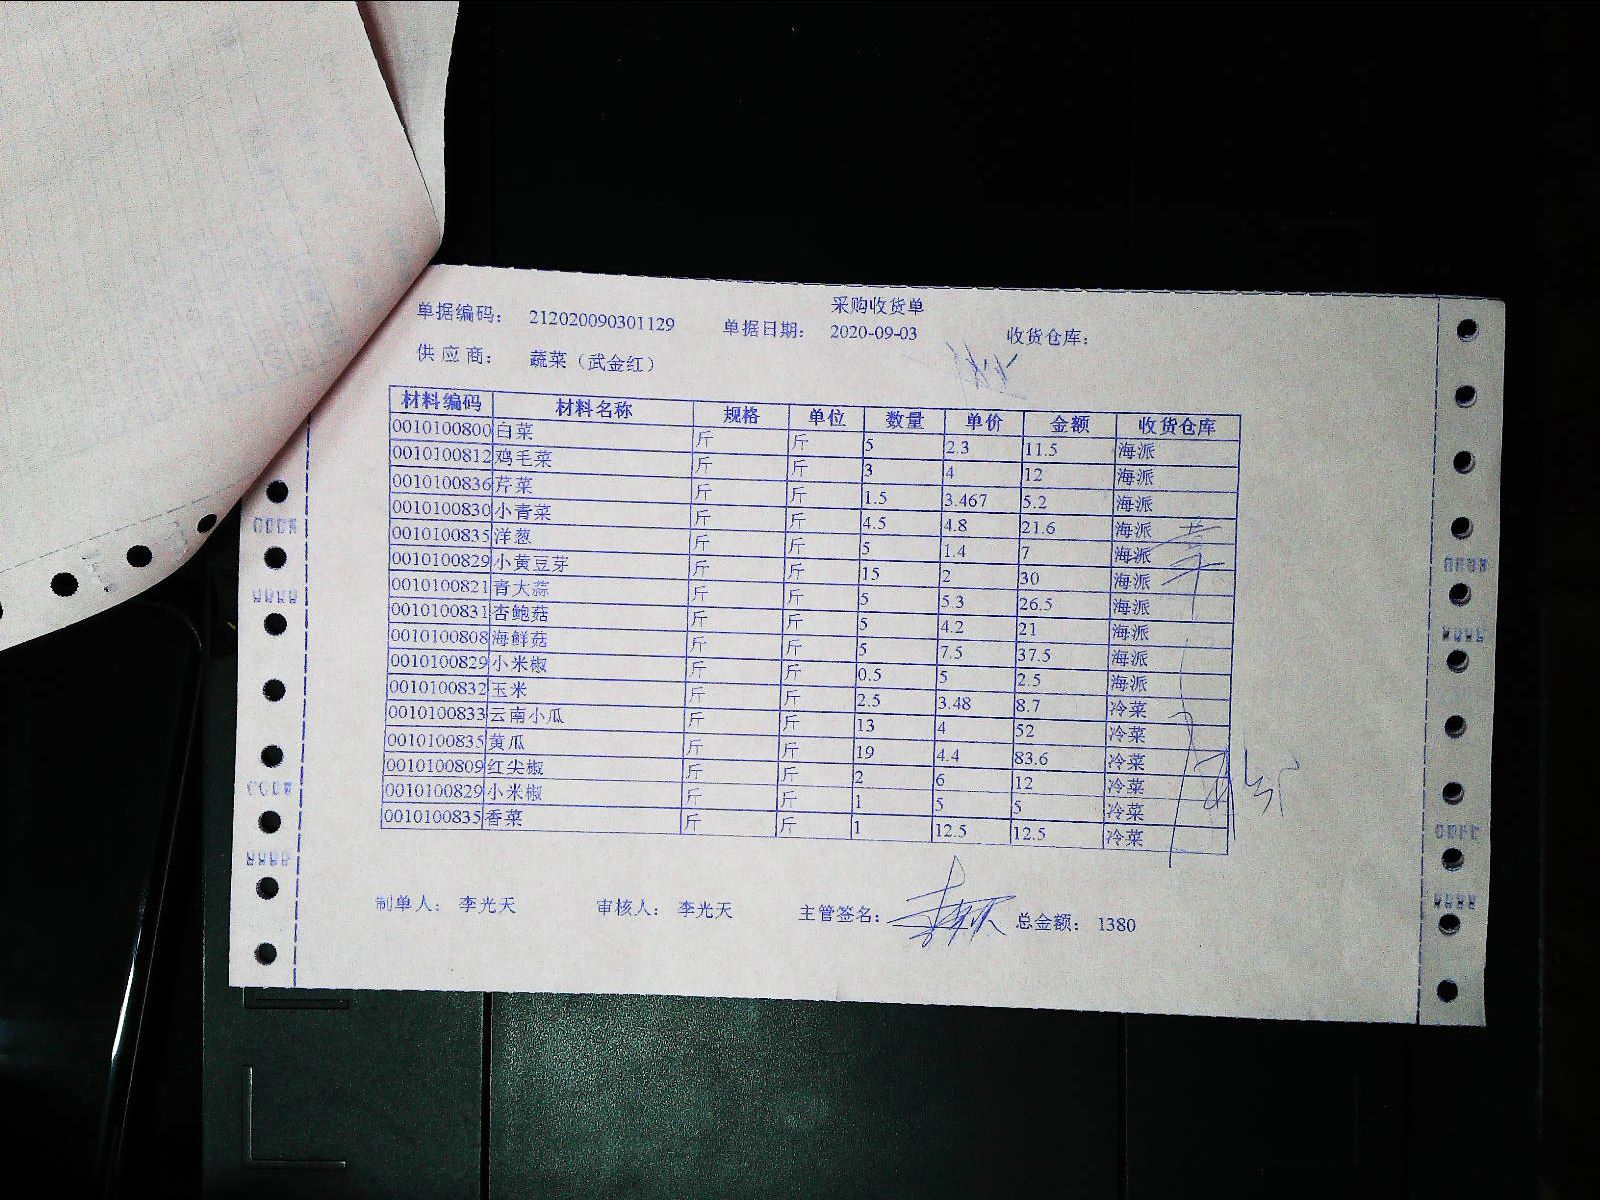 采购收货单
单据编码： 212020090301129 单据日期： 2020-09-03 收货仓库：
供 应 商： 蔬菜（武金红）
材料编码 材料名称 规格 单位 数量 单价 金额 收货仓库
0010100800 白菜 斤 斤 5 2.3 11.5 海派
0010100812 鸡毛菜 斤 斤 3 4 12 海派
0010100836 芹菜 斤 斤 1.5 3.467 5.2 海派
0010100830 小青菜 斤 斤 4.5 4.8 21.6 海派
0010100835 洋葱 斤 斤 5 1.4 7 海派
0010100829 小黄豆芽 斤 斤 15 2 30 海派
0010100821 青大蒜 斤 斤 5 5.3 26.5 海派
0010100831 杏鲍菇 斤 斤 5 4.2 21 海派
0010100808 海鲜菇 斤 斤 5 7.5 37.5 海派
0010100829 小米椒 斤 斤 0.5 5 2.5 海派
0010100832 玉米 斤 斤 2.5 3.48 8.7 冷菜
0010100833 云南小瓜 斤 斤 13 4 52 冷菜
0010100835 黄瓜 斤 斤 19 4.4 83.6 冷菜
0010100809 红尖椒 斤 斤 2 6 12 冷菜
0010100829 小米椒 斤 斤 1 5 5 冷菜
0010100835 香菜 斤 斤 1 12.5 12.5 冷菜
制单人： 李光天 审核人： 李光天 主管签名： 总金额： 1380